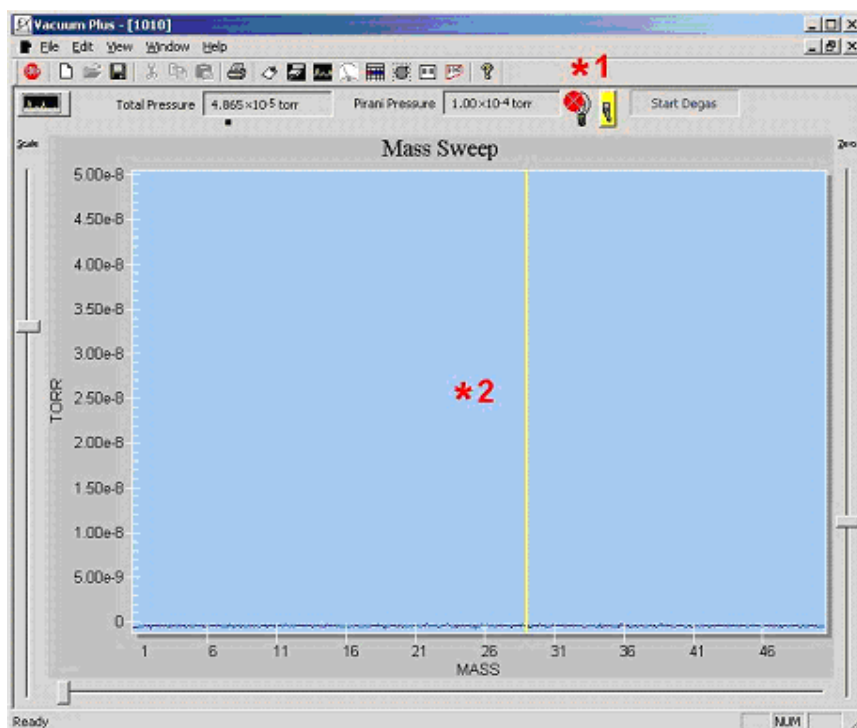 Vacuum Plus - [1010]
File Edit View Window Help
*1
Total Pressure 4.865×10-5 torr Pirani Pressure 1.00×10-4 torr Start Degas
Scale
Zero
Mass Sweep
5.00e-8
4.50e-8
4.00e-8
3.50e-8
3.00e-8
*2
2.50e-8
2.00e-8
1.50e-8
1.00e-8
5.00e-9
0
TORR
1 6 11 16 21 26 31 36 41 46
MASS
Ready NUM